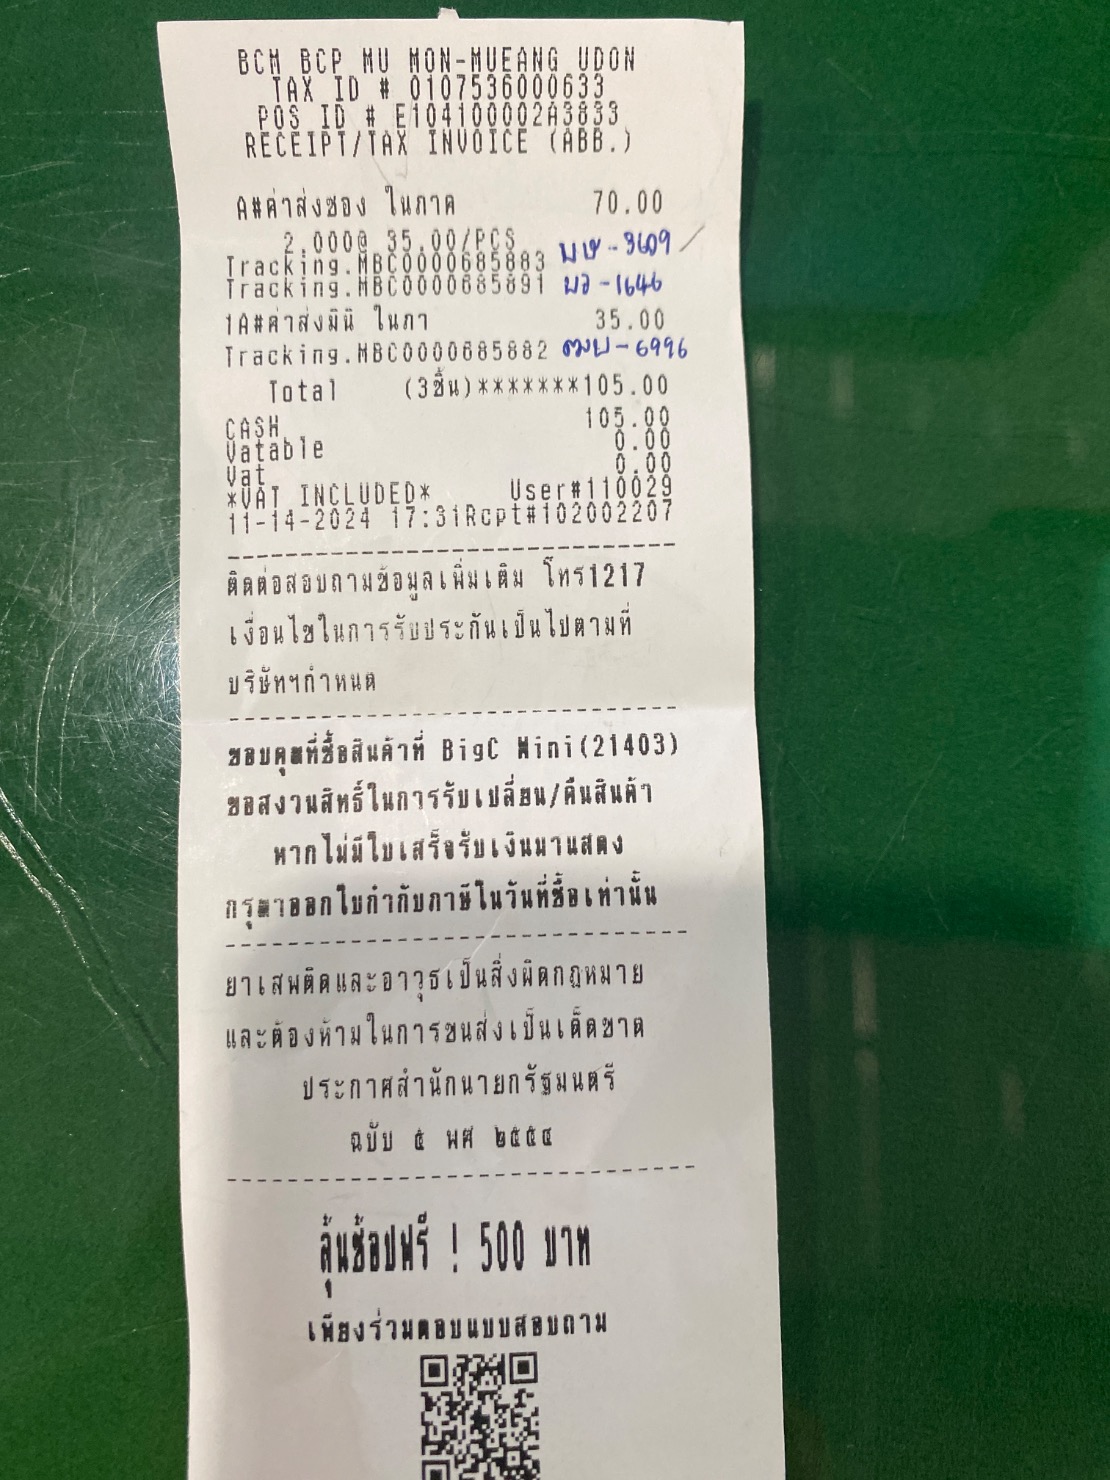 BCM BCP MU MON-MUEANG UDON
TAX ID # 0107536000633
POS ID # E104100002A3833
RECEIPT/TAX INVOICE (ABB.)
A#ค่าส่งซอง ในภาค 70.00
2.000@ 35.00/PCS
Tracking.MBC0000685883 - 3609
Tracking.MBC0000685891 - 1646
1A#ค่าส่งมินิ ในภา 35.00
Tracking.MBC0000685882 - 6996
Total (3ชิ้น)*******105.00
CASH 105.00
Vatable 0.00
Vat 0.00
*VAT INCLUDED* User#110029
11-14-2024 17:31Rcpt#102002207
ติดต่อสอบถามข้อมูลเพิ่มเติม โทร1217
เงื่อนไขในการรับประกันเป็นไปตามที่
บริษัทฯกำหนด
ขอบคุณที่ซื้อสินค้าที่ BigC Mini(21403)
ขอสงวนสิทธิ์ในการรับเปลี่ยน/คืนสินค้า
หากไม่มีใบเสร็จรับเงินมาแสดง
กรุณาออกใบกำกับภาษีในวันที่ซื้อเท่านั้น
ยาเสพติดและอาวุธเป็นสิ่งผิดกฎหมาย
และต้องห้ามในการขนส่งเป็นเด็ดขาด
ประกาศสำนักนายกรัฐมนตรี
ฉบับ ๕ พศ ๒๕๕๔
ลุ้นช้อปฟรี ! 500 บาท
เพียงร่วมตอบแบบสอบถาม